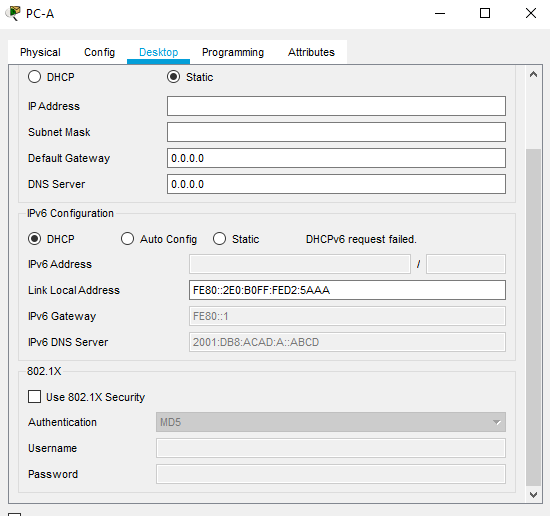 PC-A
Physical Config Desktop Programming Attributes
DHCP Static
IP Address
Subnet Mask
Default Gateway 0.0.0.0
DNS Server 0.0.0.0
IPv6 Configuration
DHCP Auto Config Static DHCPv6 request failed.
IPv6 Address /
Link Local Address FE80::2E0:B0FF:FED2:5AAA
IPv6 Gateway FE80::1
IPv6 DNS Server 2001:DB8:ACAD:A::ABCD
802.1X
Use 802.1X Security
Authentication MD5
Username
Password